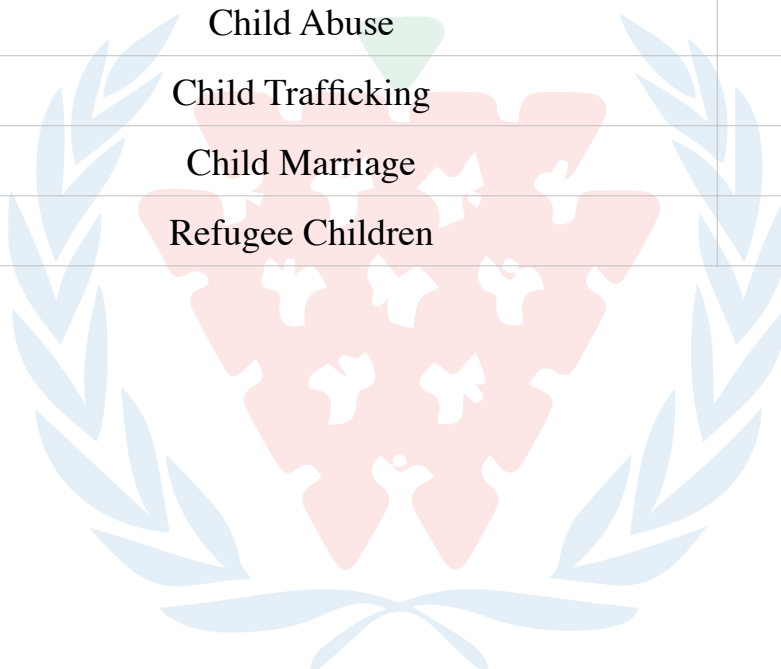 Child Abuse
Child Trafficking
Child Marriage
Refugee Children